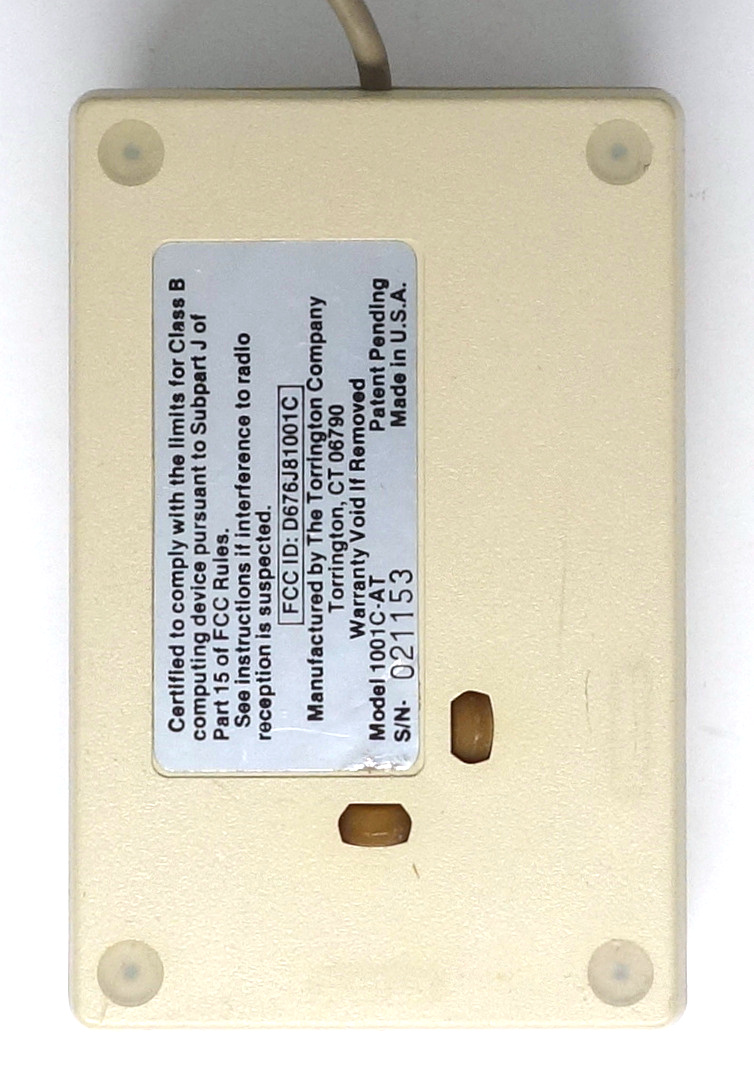 Certified to comply with the limits for Class B
computing device pursuant to Subpart J of
Part 15 of FCC Rules.
See instructions if interference to radio
reception is suspected.
FCC ID: D676J81001C
Manufactured by The Torrington Company
Torrington, CT 06790
Warranty Void If Removed
Model 1001C-AT Patent Pending
S/N- 021153 Made in U.S.A.